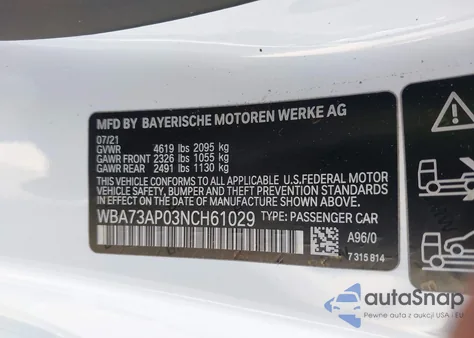 MFD BY BAYERISCHE MOTOREN WERKE AG
07/21
GVWR 4619 lbs 2095 kg
GAWR FRONT 2326 lbs 1055 kg
GAWR REAR 2491 lbs 1130 kg
THIS VEHICLE CONFORMS TO ALL APPLICABLE U.S.FEDERAL MOTOR
VEHICLE SAFETY, BUMPER, AND THEFT PREVENTION STANDARDS
IN EFFECT ON THE DATE OF MANUFACTURE SHOWN ABOVE.
WBA73AP03NCH61029 TYPE: PASSENGER CAR
A96/0
7 315 814
autoSnap
Pewne auta z aukcji USA i EU